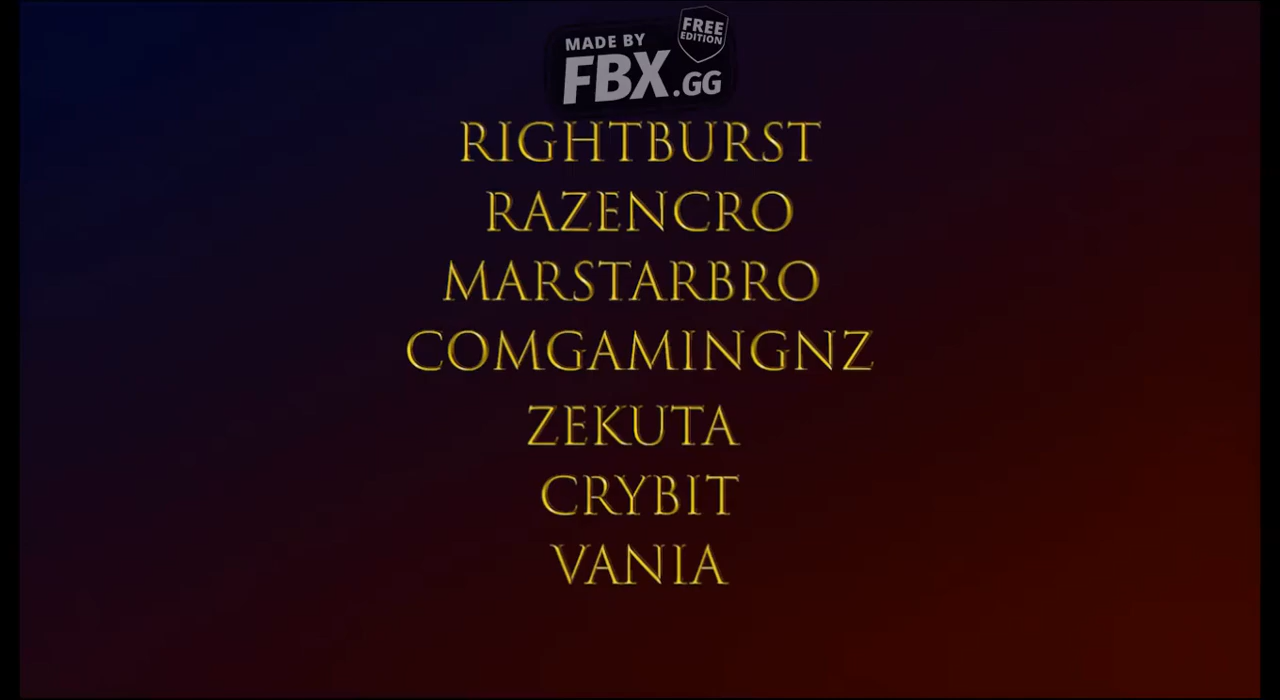 FREE
EDITION
MADE BY
FBX.GG
RIGHTBURST
RAZENCRO
MARSTARBRO
COMGAMINGNZ
ZEKUTA
CRYBIT
VANIA